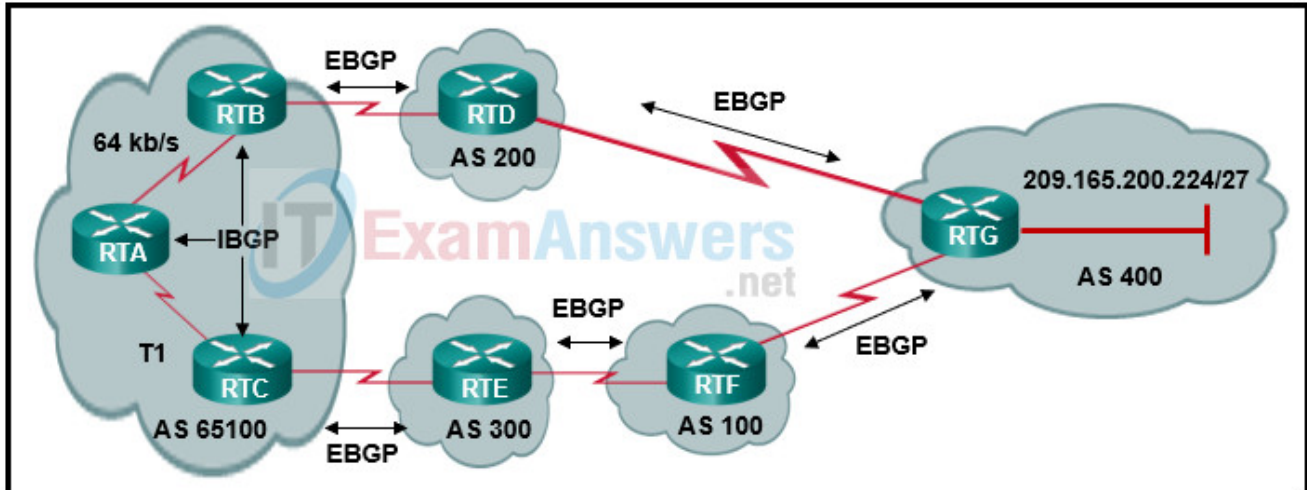 EBGP
RTB
RTD
EBGP
64 kb/s
AS 200
209.165.200.224/27
IBGP
RTA
RTG
ITExamAnswers
.net
AS 400
EBGP
EBGP
T1
RTC
RTE
RTF
AS 65100
AS 300
AS 100
EBGP